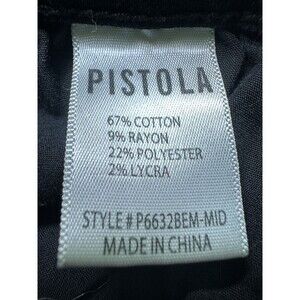 PISTOLA
67% COTTON
9% RAYON
22% POLYESTER
2% LYCRA
STYLE # P6632BEM-MID
MADE IN CHINA